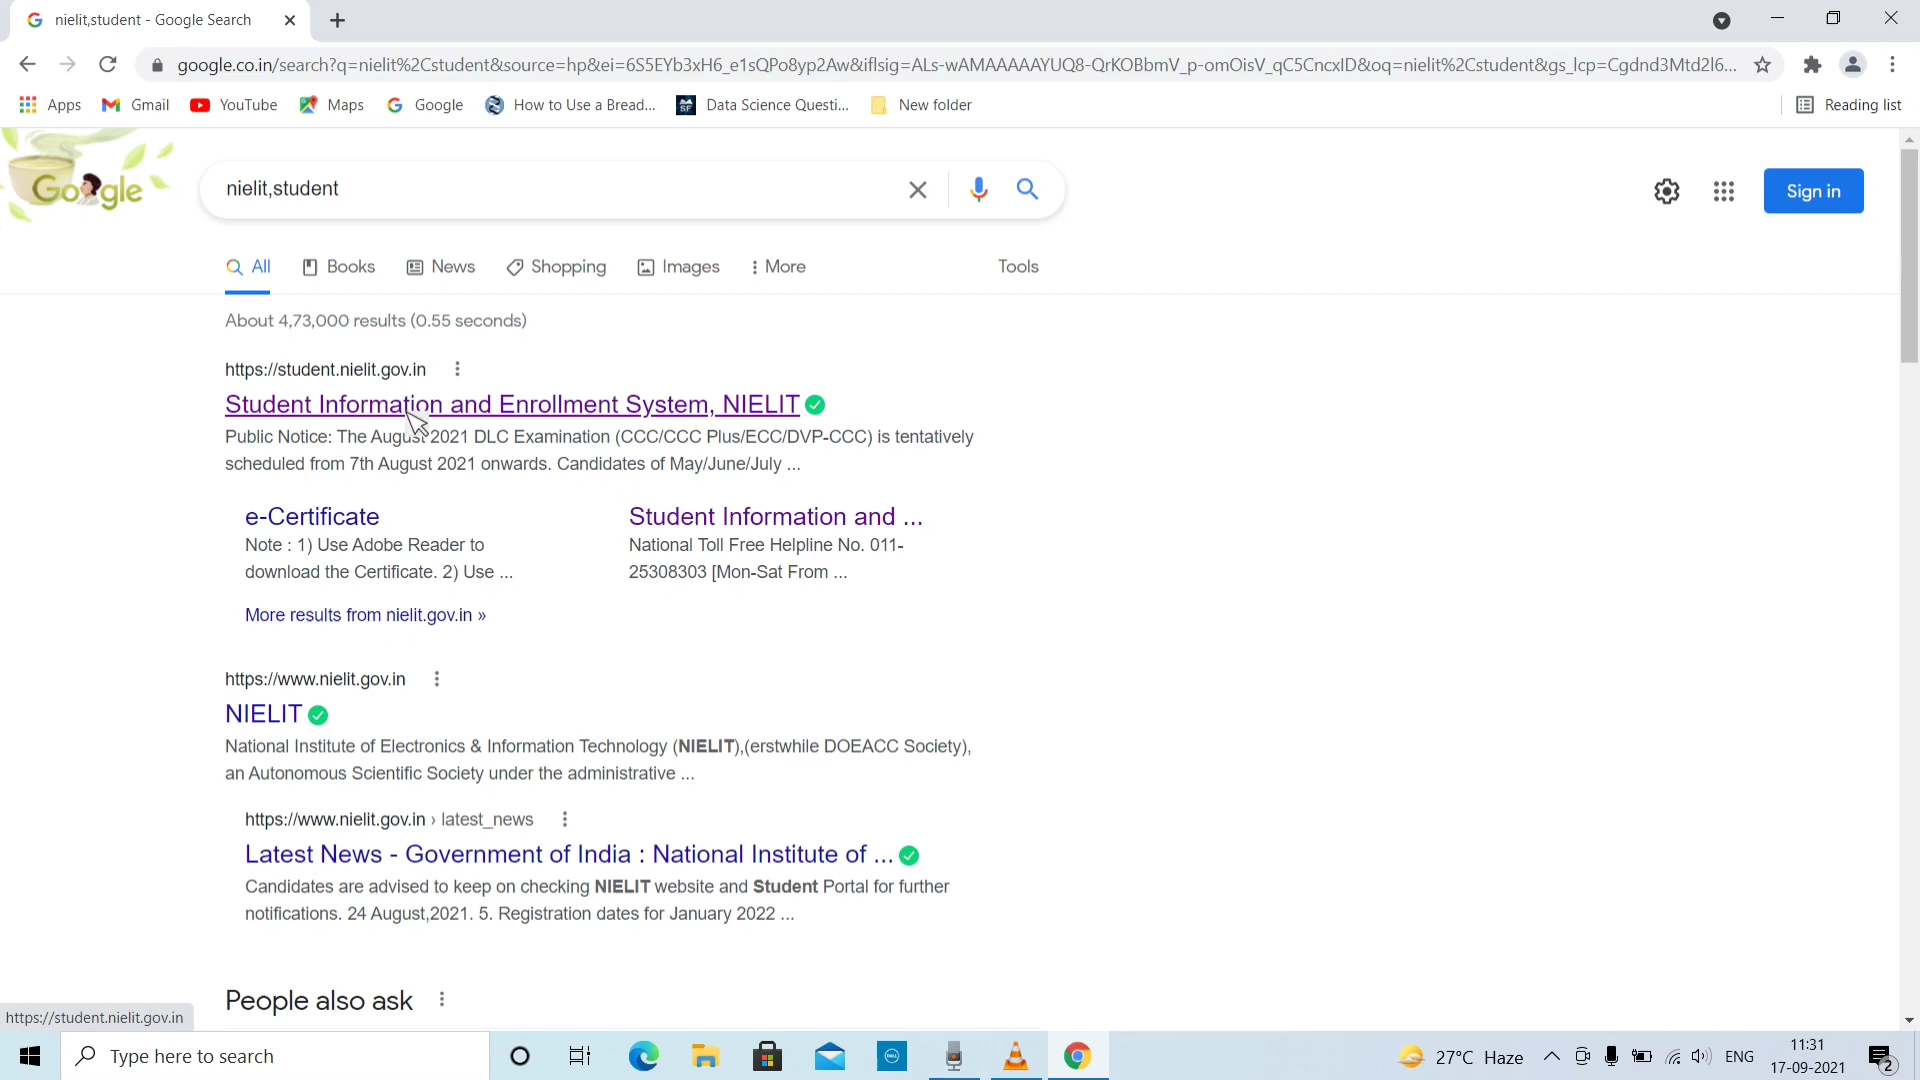 nielit,student - Google Search
google.co.in/search?q=nielit%2Cstudent&source=hp&ei=6S5EYb3xH6_e1sQPo8yp2Aw&iflsig=ALs-wAMAAAAAYUQ8-QrKOBbmV_p-omOisV_qC5CncxID&oq=nielit%2Cstudent&gs_lcp=Cgdnd3Mtd2l6...
Apps Gmail YouTube Maps Google How to Use a Bread... Data Science Questi... New folder Reading list
Google
nielit,student
Sign in
All Books News Shopping Images More Tools
About 4,73,000 results (0.55 seconds)
https://student.nielit.gov.in
Student Information and Enrollment System, NIELIT
Public Notice: The August 2021 DLC Examination (CCC/CCC Plus/ECC/DVP-CCC) is tentatively
scheduled from 7th August 2021 onwards. Candidates of May/June/July ...
e-Certificate
Note : 1) Use Adobe Reader to
download the Certificate. 2) Use ...
Student Information and ...
National Toll Free Helpline No. 011-
25308303 [Mon-Sat From ...
More results from nielit.gov.in »
https://www.nielit.gov.in
NIELIT
National Institute of Electronics & Information Technology (NIELIT),(erstwhile DOEACC Society),
an Autonomous Scientific Society under the administrative ...
https://www.nielit.gov.in › latest_news
Latest News - Government of India : National Institute of ...
Candidates are advised to keep on checking NIELIT website and Student Portal for further
notifications. 24 August,2021. 5. Registration dates for January 2022 ...
People also ask
https://student.nielit.gov.in
Type here to search
DELL
27°C Haze
ENG
11:31
17-09-2021
2